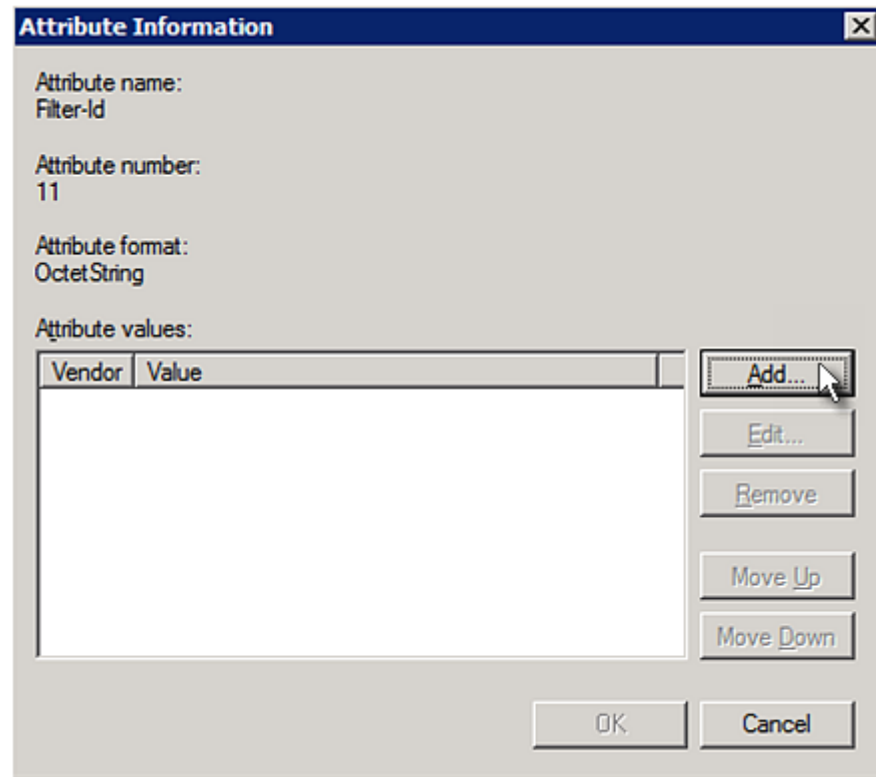 Attribute Information
Attribute name:
Filter-Id
Attribute number:
11
Attribute format:
OctetString
Attribute values:
Vendor Value
Add...
Edit...
Remove
Move Up
Move Down
OK Cancel